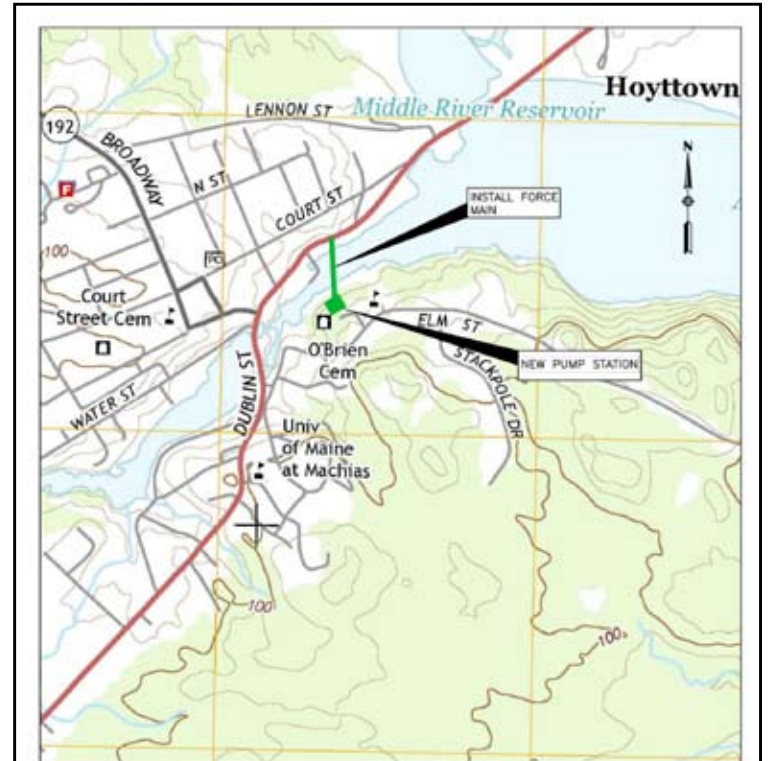 Hoyttown
LENNON ST
Middle River Reservoir
192
BROADWAY
N
N ST
F
COURT ST
INSTALL FORCE
MAIN
100
PO
Court
Street Cem
ELM ST
O'Brien
Cem
NEW PUMP STATION
STACKPOLE DR
DUBLIN ST
WATER ST
Univ
of Maine
at Machias
100
100